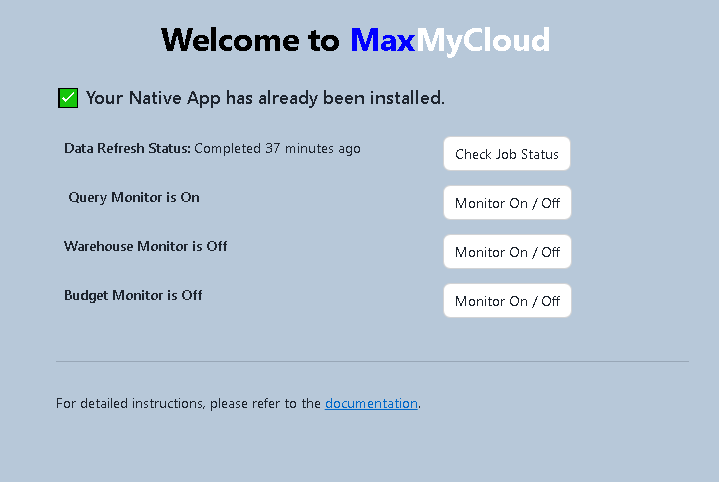 Welcome to MaxMyCloud
Your Native App has already been installed.
Data Refresh Status: Completed 37 minutes ago
Check Job Status
Query Monitor is On
Monitor On / Off
Warehouse Monitor is Off
Monitor On / Off
Budget Monitor is Off
Monitor On / Off
For detailed instructions, please refer to the documentation.